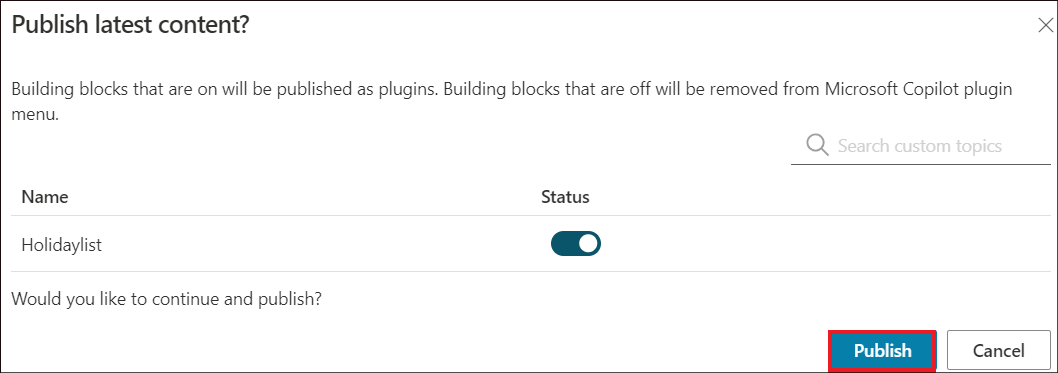 Publish latest content?
Building blocks that are on will be published as plugins. Building blocks that are off will be removed from Microsoft Copilot plugin
menu.
Search custom topics
Name Status
Holidaylist
Would you like to continue and publish?
Publish Cancel